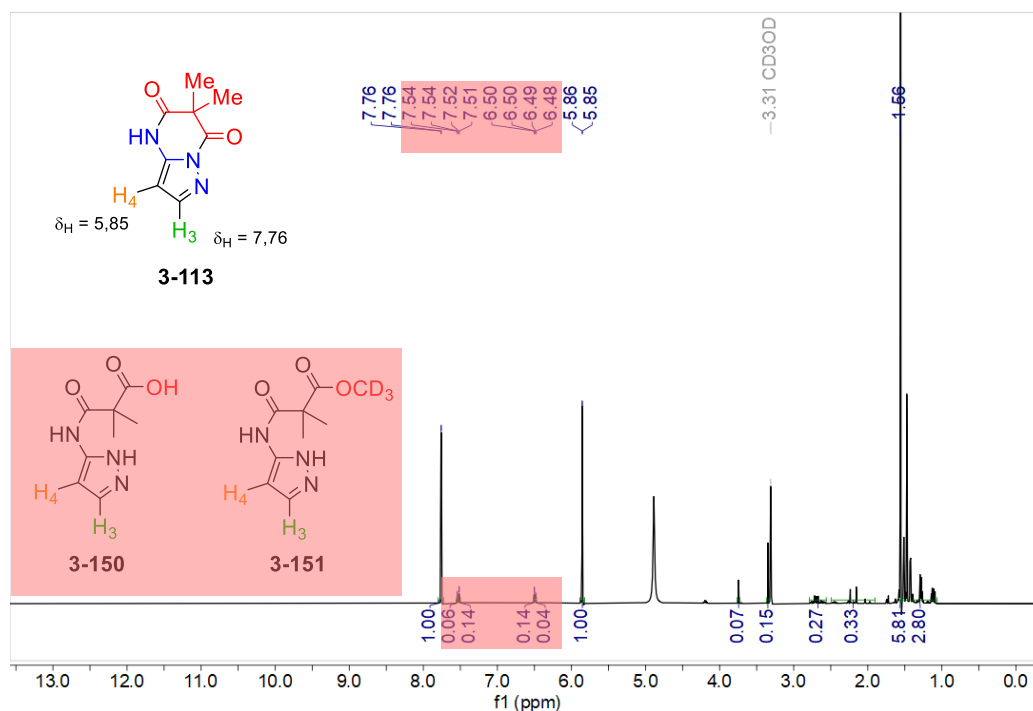 7.76
7.76
7.54
7.54
7.52
7.51
6.50
6.50
6.49
6.48
5.86
5.85
3.31 CD3OD
1.56
O
Me
Me
HN
O
N
N
H4
H3
δH = 5,85
δH = 7,76
3-113
O
O
OH
HN
NH
N
H4
H3
3-150
O
O
OCD3
HN
NH
N
H4
H3
3-151
1.00
0.06
0.14
0.14
0.04
1.00
0.07
0.15
0.27
0.33
5.81
2.80
13.0 12.0 11.0 10.0 9.0 8.0 7.0 6.0 5.0 4.0 3.0 2.0 1.0 0.0
f1 (ppm)